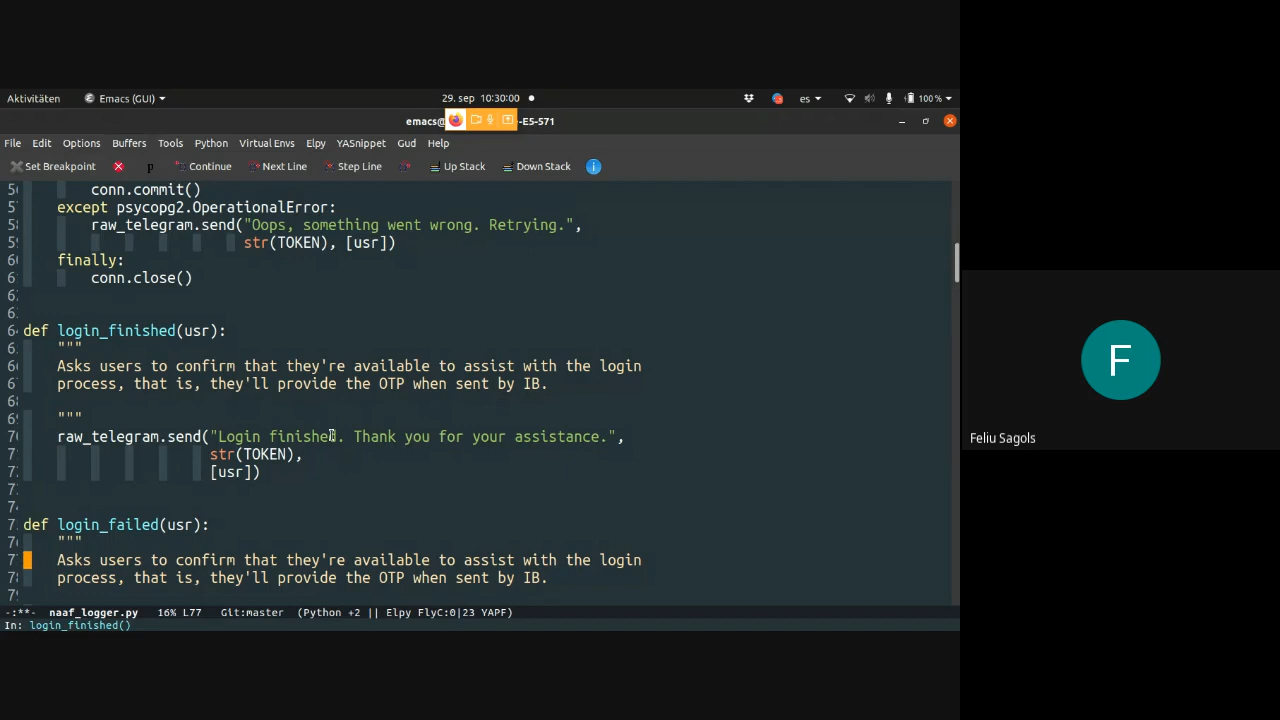 Aktivitäten Emacs (GUI) 29. sep 10:30:00 es 100 %
emacs@ -E5-571
File Edit Options Buffers Tools Python Virtual Envs Elpy YASnippet Gud Help
Set Breakpoint p Continue Next Line Step Line Up Stack Down Stack
conn.commit()
except psycopg2.OperationalError:
raw_telegram.send("Oops, something went wrong. Retrying.",
str(TOKEN), [usr])
finally:
conn.close()
def login_finished(usr):
"""
Asks users to confirm that they're available to assist with the login
process, that is, they'll provide the OTP when sent by IB.
"""
raw_telegram.send("Login finished. Thank you for your assistance.",
str(TOKEN),
[usr])
def login_failed(usr):
"""
Asks users to confirm that they're available to assist with the login
process, that is, they'll provide the OTP when sent by IB.
-:**- naaf_logger.py 16% L77 Git:master (Python +2 || Elpy FlyC:0|23 YAPF)
In: login_finished()
F
Feliu Sagols